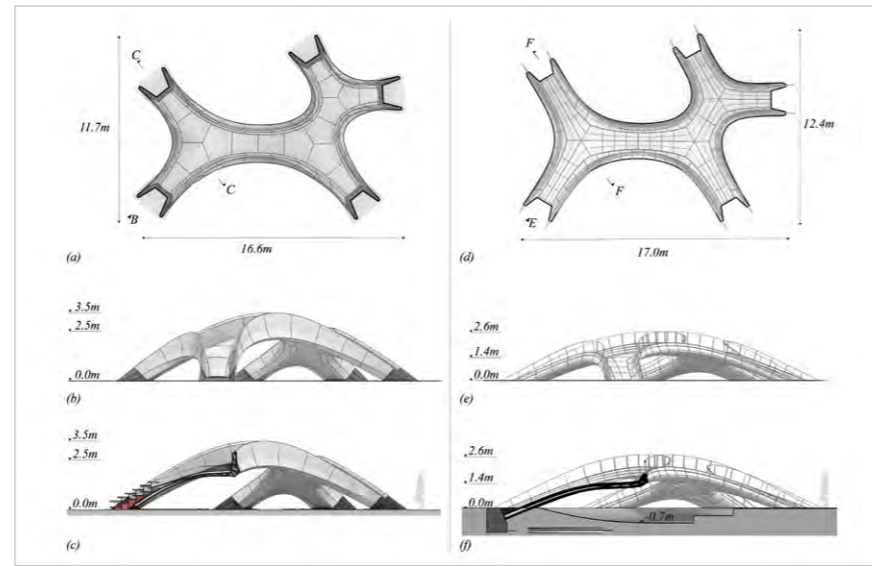 C
11.7m
C
B
16.6m
(a)
3.5m
2.5m
0.0m
(b)
3.5m
2.5m
0.0m
(c)
F
12.4m
F
E
17.0m
(d)
2.6m
1.4m
0.0m
(e)
2.6m
1.4m
0.0m
-0.7m
(f)